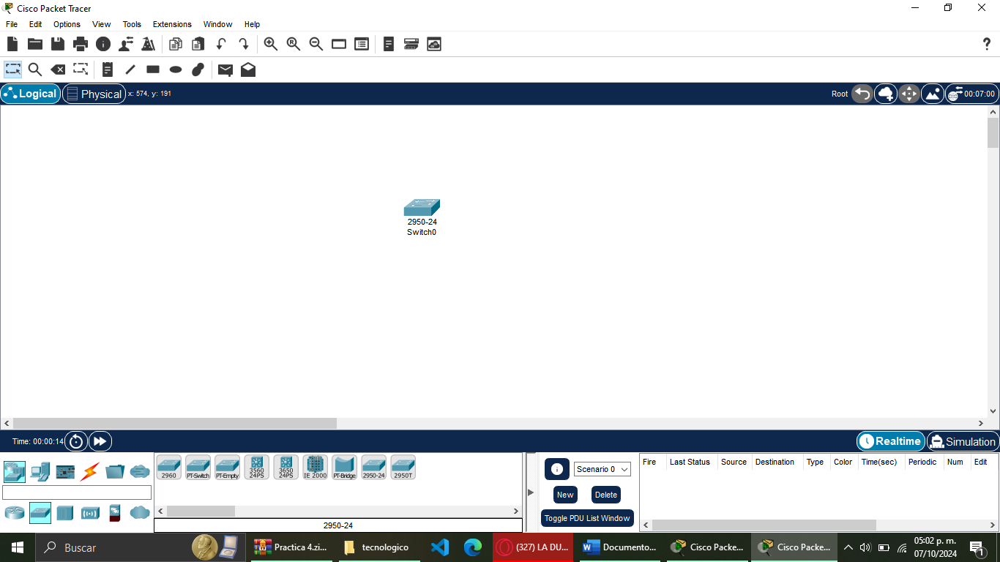 Cisco Packet Tracer
File Edit Options View Tools Extensions Window Help
Logical Physical x: 574, y: 191 Root 00:07:00
2950-24
Switch0
Time: 00:00:14 Realtime Simulation
2960 PT-Switch PT-Empty 3560 24PS 3650 24PS IE 2000 PT-Bridge 2950-24 2950T
2950-24
Scenario 0
New Delete
Toggle PDU List Window
Fire Last Status Source Destination Type Color Time(sec) Periodic Num Edit
Buscar Practica 4.zi... tecnologico (327) LA DU... Documento... Cisco Packe... Cisco Packe... 05:02 p. m.
07/10/2024 1